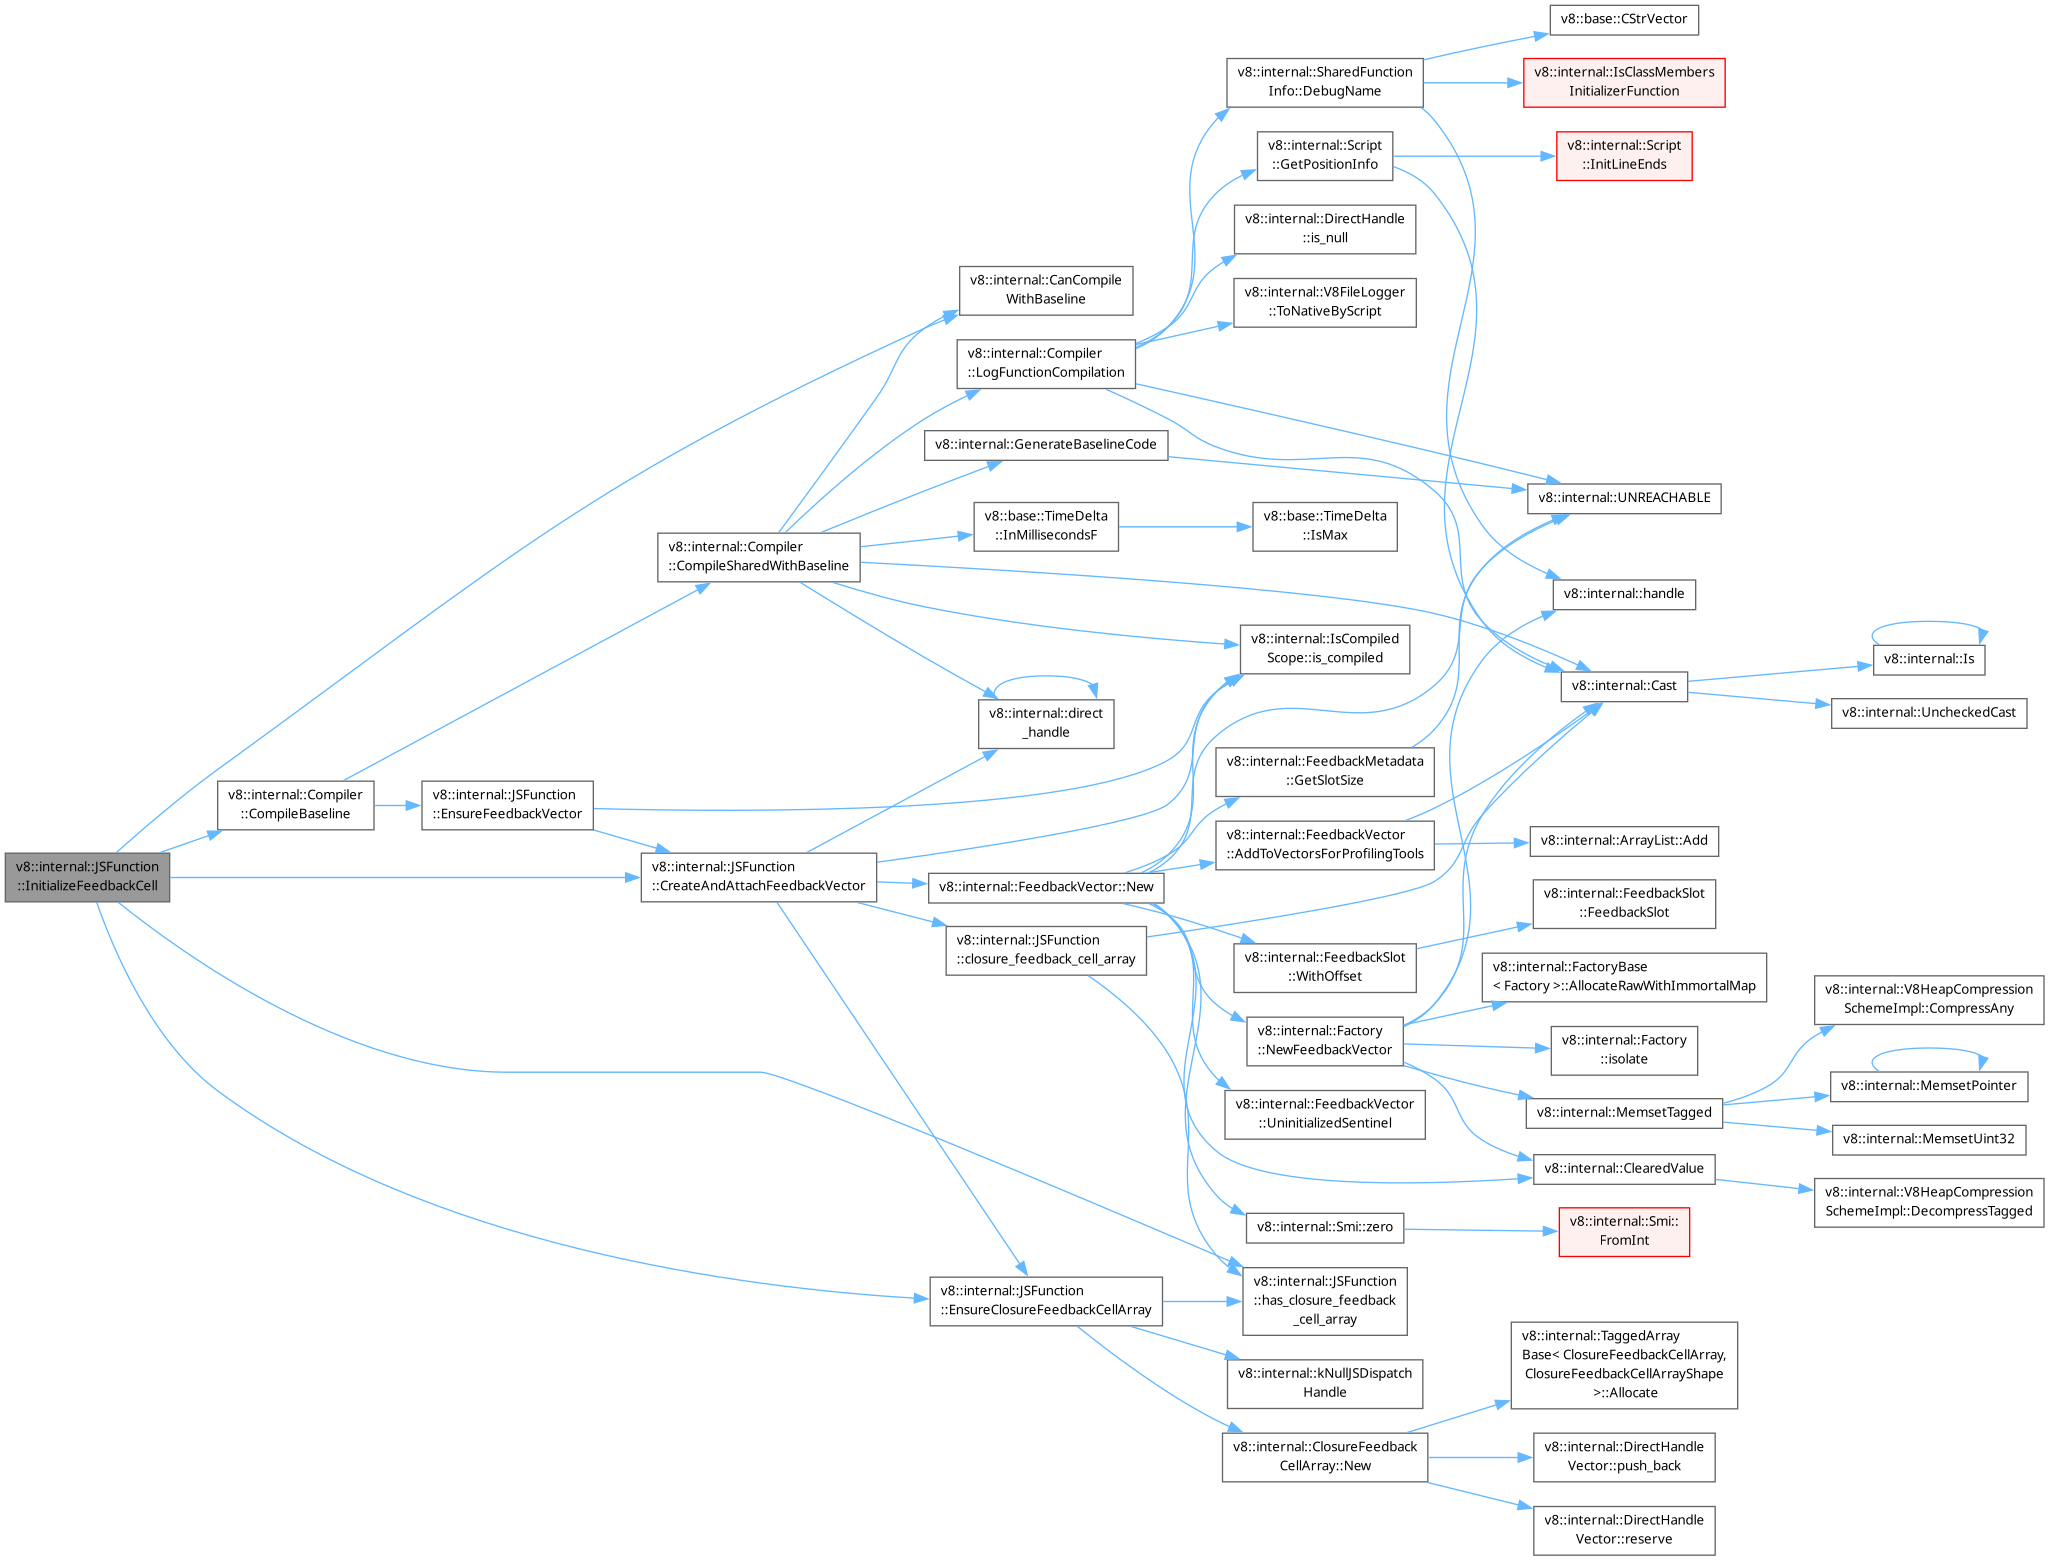 v8::internal::JSFunction
::InitializeFeedbackCell
v8::internal::Compiler
::CompileBaseline
v8::internal::JSFunction
::EnsureFeedbackVector
v8::internal::Compiler
::CompileSharedWithBaseline
v8::internal::JSFunction
::CreateAndAttachFeedbackVector
v8::internal::CanCompile
WithBaseline
v8::internal::Compiler
::LogFunctionCompilation
v8::internal::GenerateBaselineCode
v8::base::TimeDelta
::InMillisecondsF
v8::internal::direct
_handle
v8::internal::FeedbackVector::New
v8::internal::JSFunction
::closure_feedback_cell_array
v8::internal::JSFunction
::EnsureClosureFeedbackCellArray
v8::internal::SharedFunction
Info::DebugName
v8::internal::Script
::GetPositionInfo
v8::internal::DirectHandle
::is_null
v8::internal::V8FileLogger
::ToNativeByScript
v8::base::TimeDelta
::IsMax
v8::internal::IsCompiled
Scope::is_compiled
v8::internal::FeedbackMetadata
::GetSlotSize
v8::internal::FeedbackVector
::AddToVectorsForProfilingTools
v8::internal::FeedbackSlot
::WithOffset
v8::internal::Factory
::NewFeedbackVector
v8::internal::FeedbackVector
::UninitializedSentinel
v8::internal::Smi::zero
v8::internal::JSFunction
::has_closure_feedback
_cell_array
v8::internal::kNullJSDispatch
Handle
v8::internal::ClosureFeedback
CellArray::New
v8::base::CStrVector
v8::internal::IsClassMembers
InitializerFunction
v8::internal::Script
::InitLineEnds
v8::internal::UNREACHABLE
v8::internal::handle
v8::internal::Cast
v8::internal::ArrayList::Add
v8::internal::FeedbackSlot
::FeedbackSlot
v8::internal::FactoryBase
< Factory >::AllocateRawWithImmortalMap
v8::internal::Factory
::isolate
v8::internal::MemsetTagged
v8::internal::ClearedValue
v8::internal::Smi::
FromInt
v8::internal::TaggedArray
Base< ClosureFeedbackCellArray,
ClosureFeedbackCellArrayShape
>::Allocate
v8::internal::DirectHandle
Vector::push_back
v8::internal::DirectHandle
Vector::reserve
v8::internal::Is
v8::internal::UncheckedCast
v8::internal::V8HeapCompression
SchemeImpl::CompressAny
v8::internal::MemsetPointer
v8::internal::MemsetUint32
v8::internal::V8HeapCompression
SchemeImpl::DecompressTagged